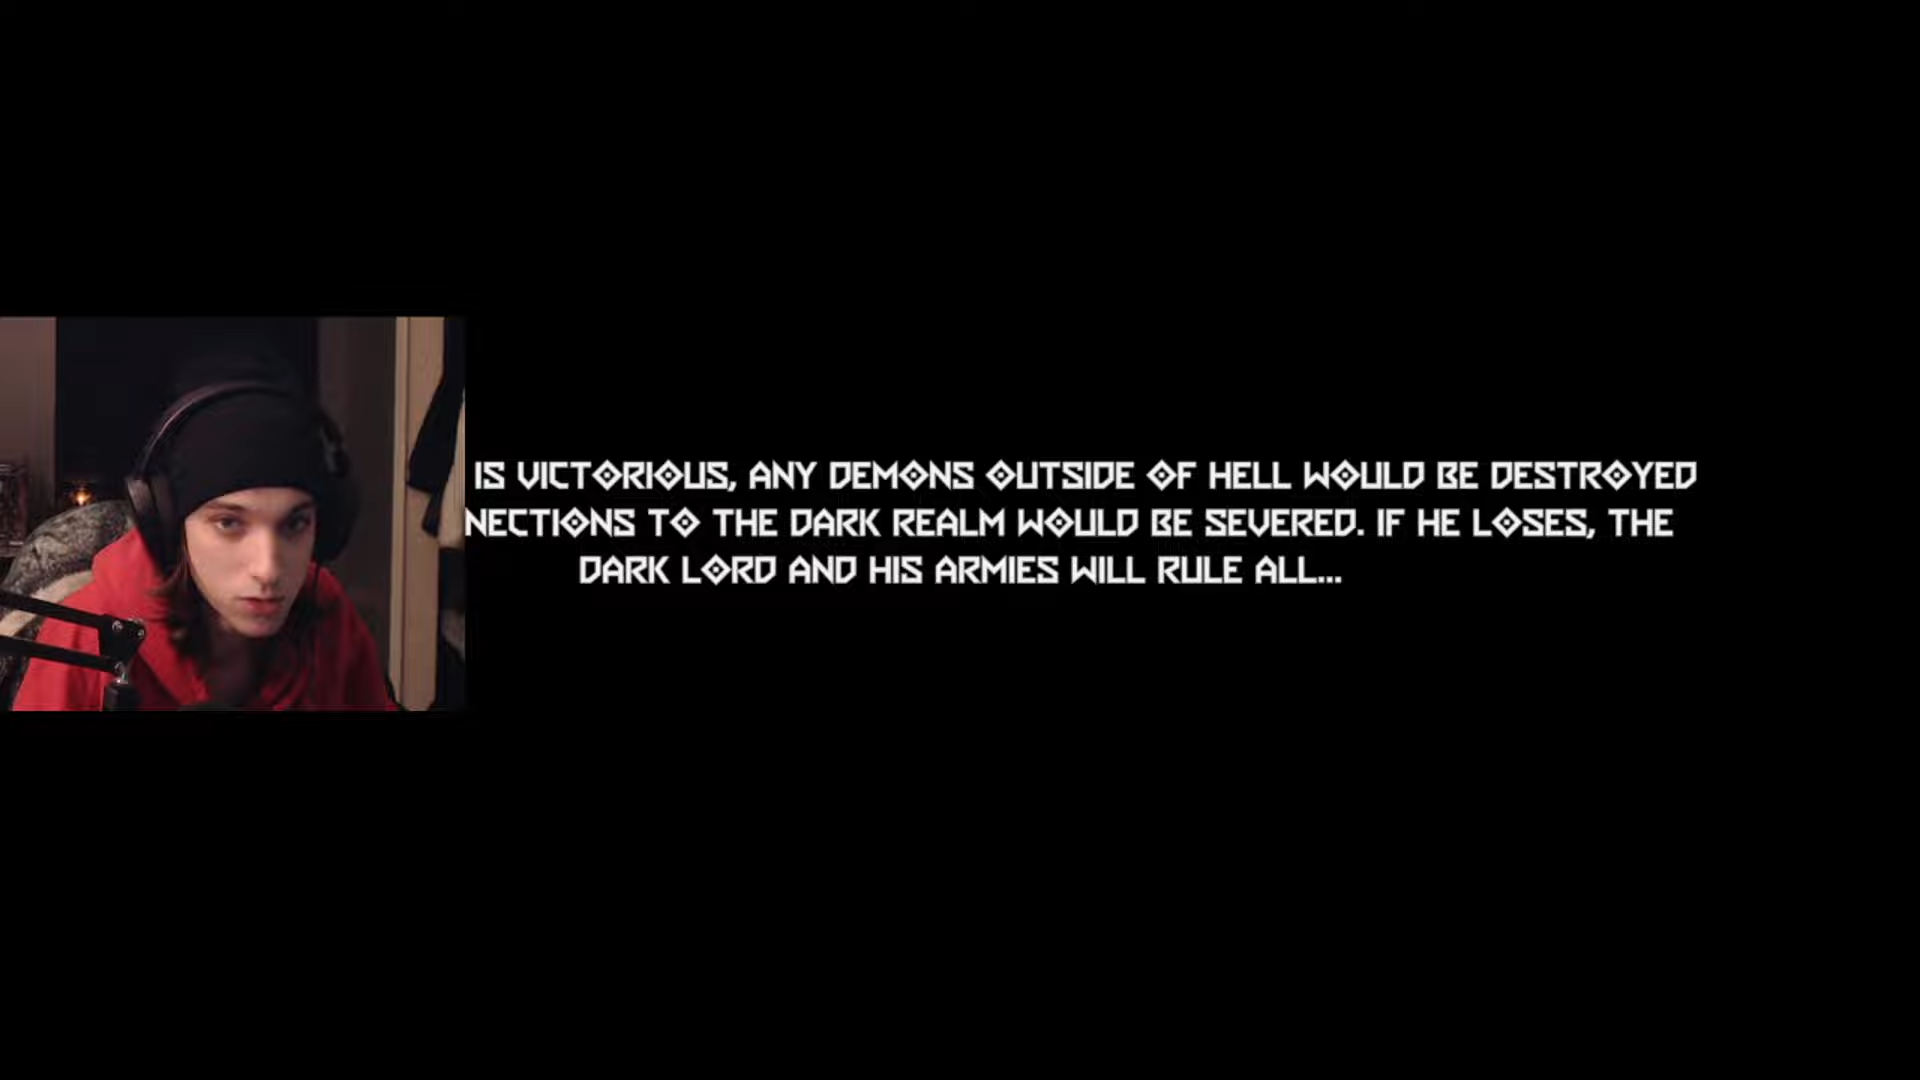 IS VICTORIOUS, ANY DEMONS OUTSIDE OF HELL WOULD BE DESTROYED
NECTIONS TO THE DARK REALM WOULD BE SEVERED. IF HE LOSES, THE
DARK LORD AND HIS ARMIES WILL RULE ALL...